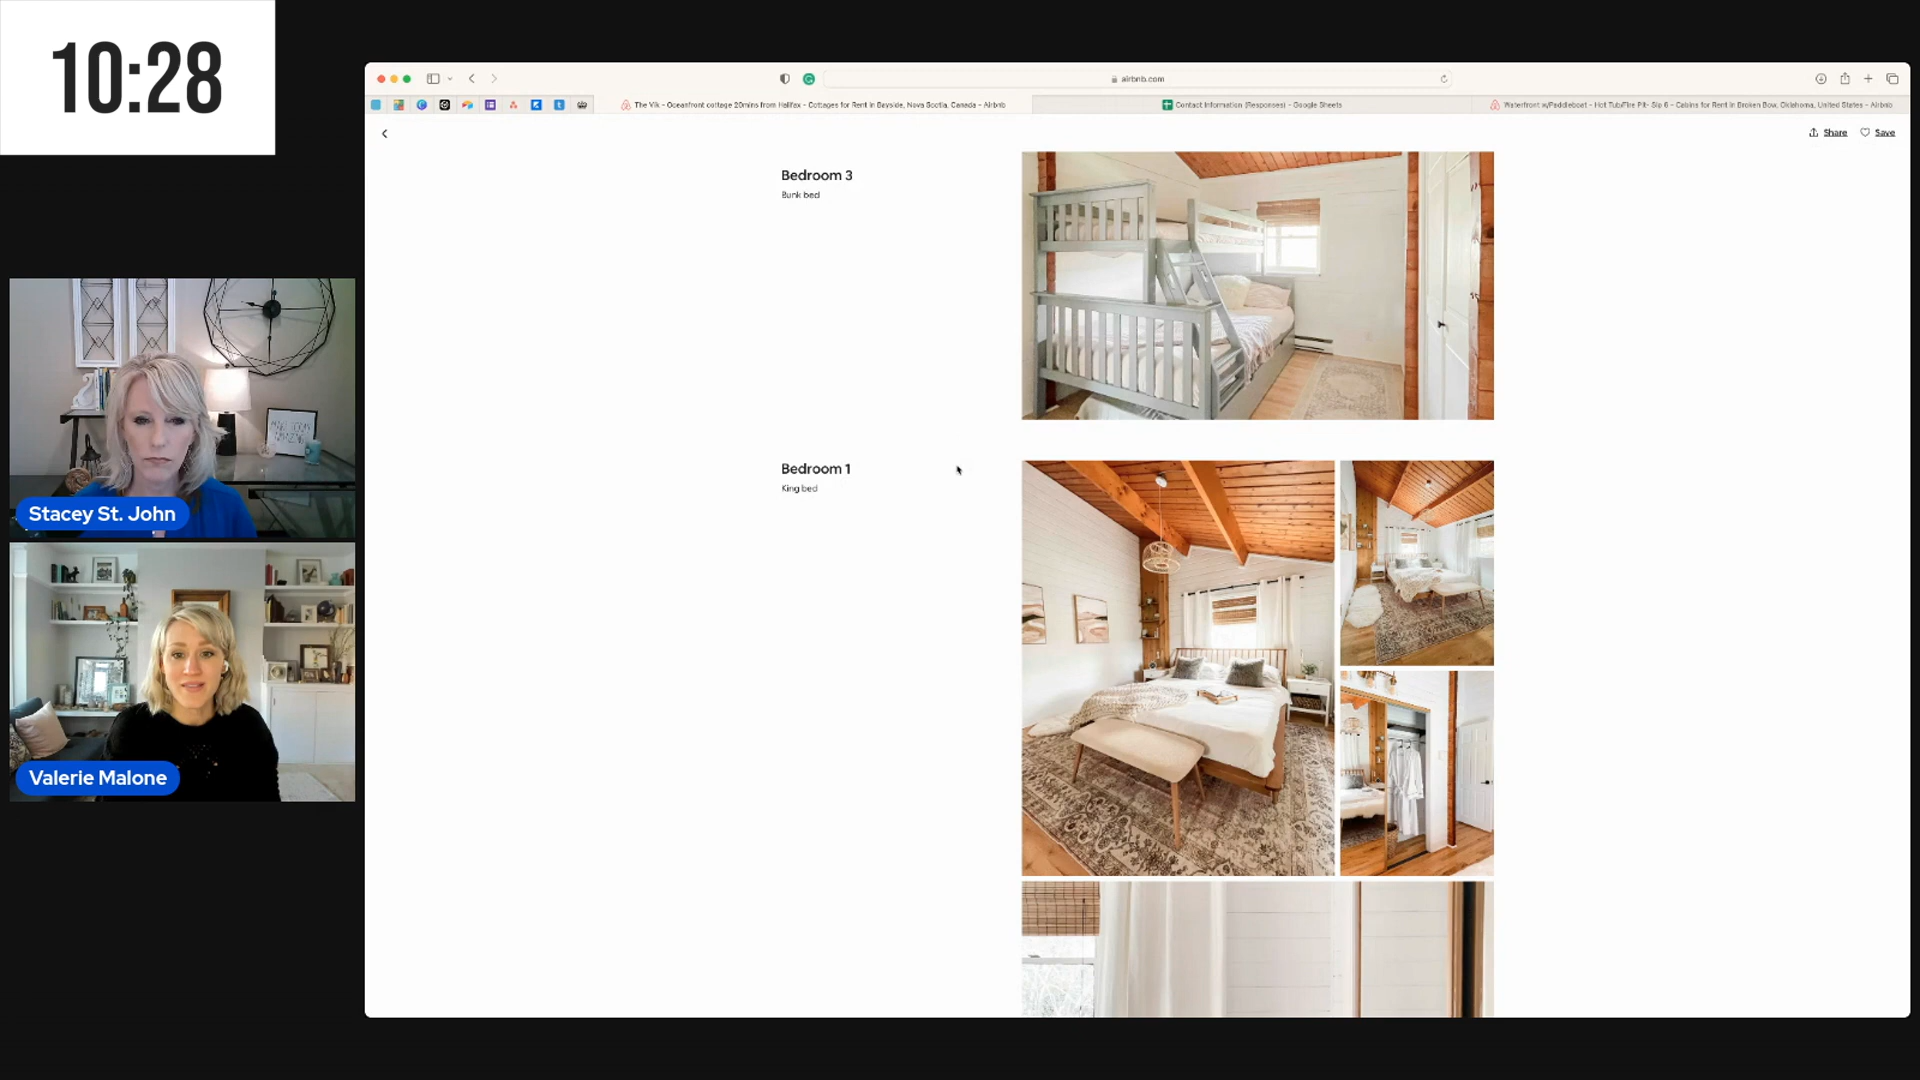 10:28
airbnb.com
The Vik - Oceanfront cottage 20mins from Halifax - Cottages for Rent in Bayside, Nova Scotia, Canada - Airbnb
Contact Information (Responses) - Google Sheets
Waterfront w/Paddleboat - Hot Tub/Fire Pit- Slp 6 - Cabins for Rent in Broken Bow, Oklahoma, United States - Airbnb
Share
Save
Bedroom 3
Bunk bed
Bedroom 1
King bed
MAKE TODAY
AMAZING
Stacey St. John
Valerie Malone